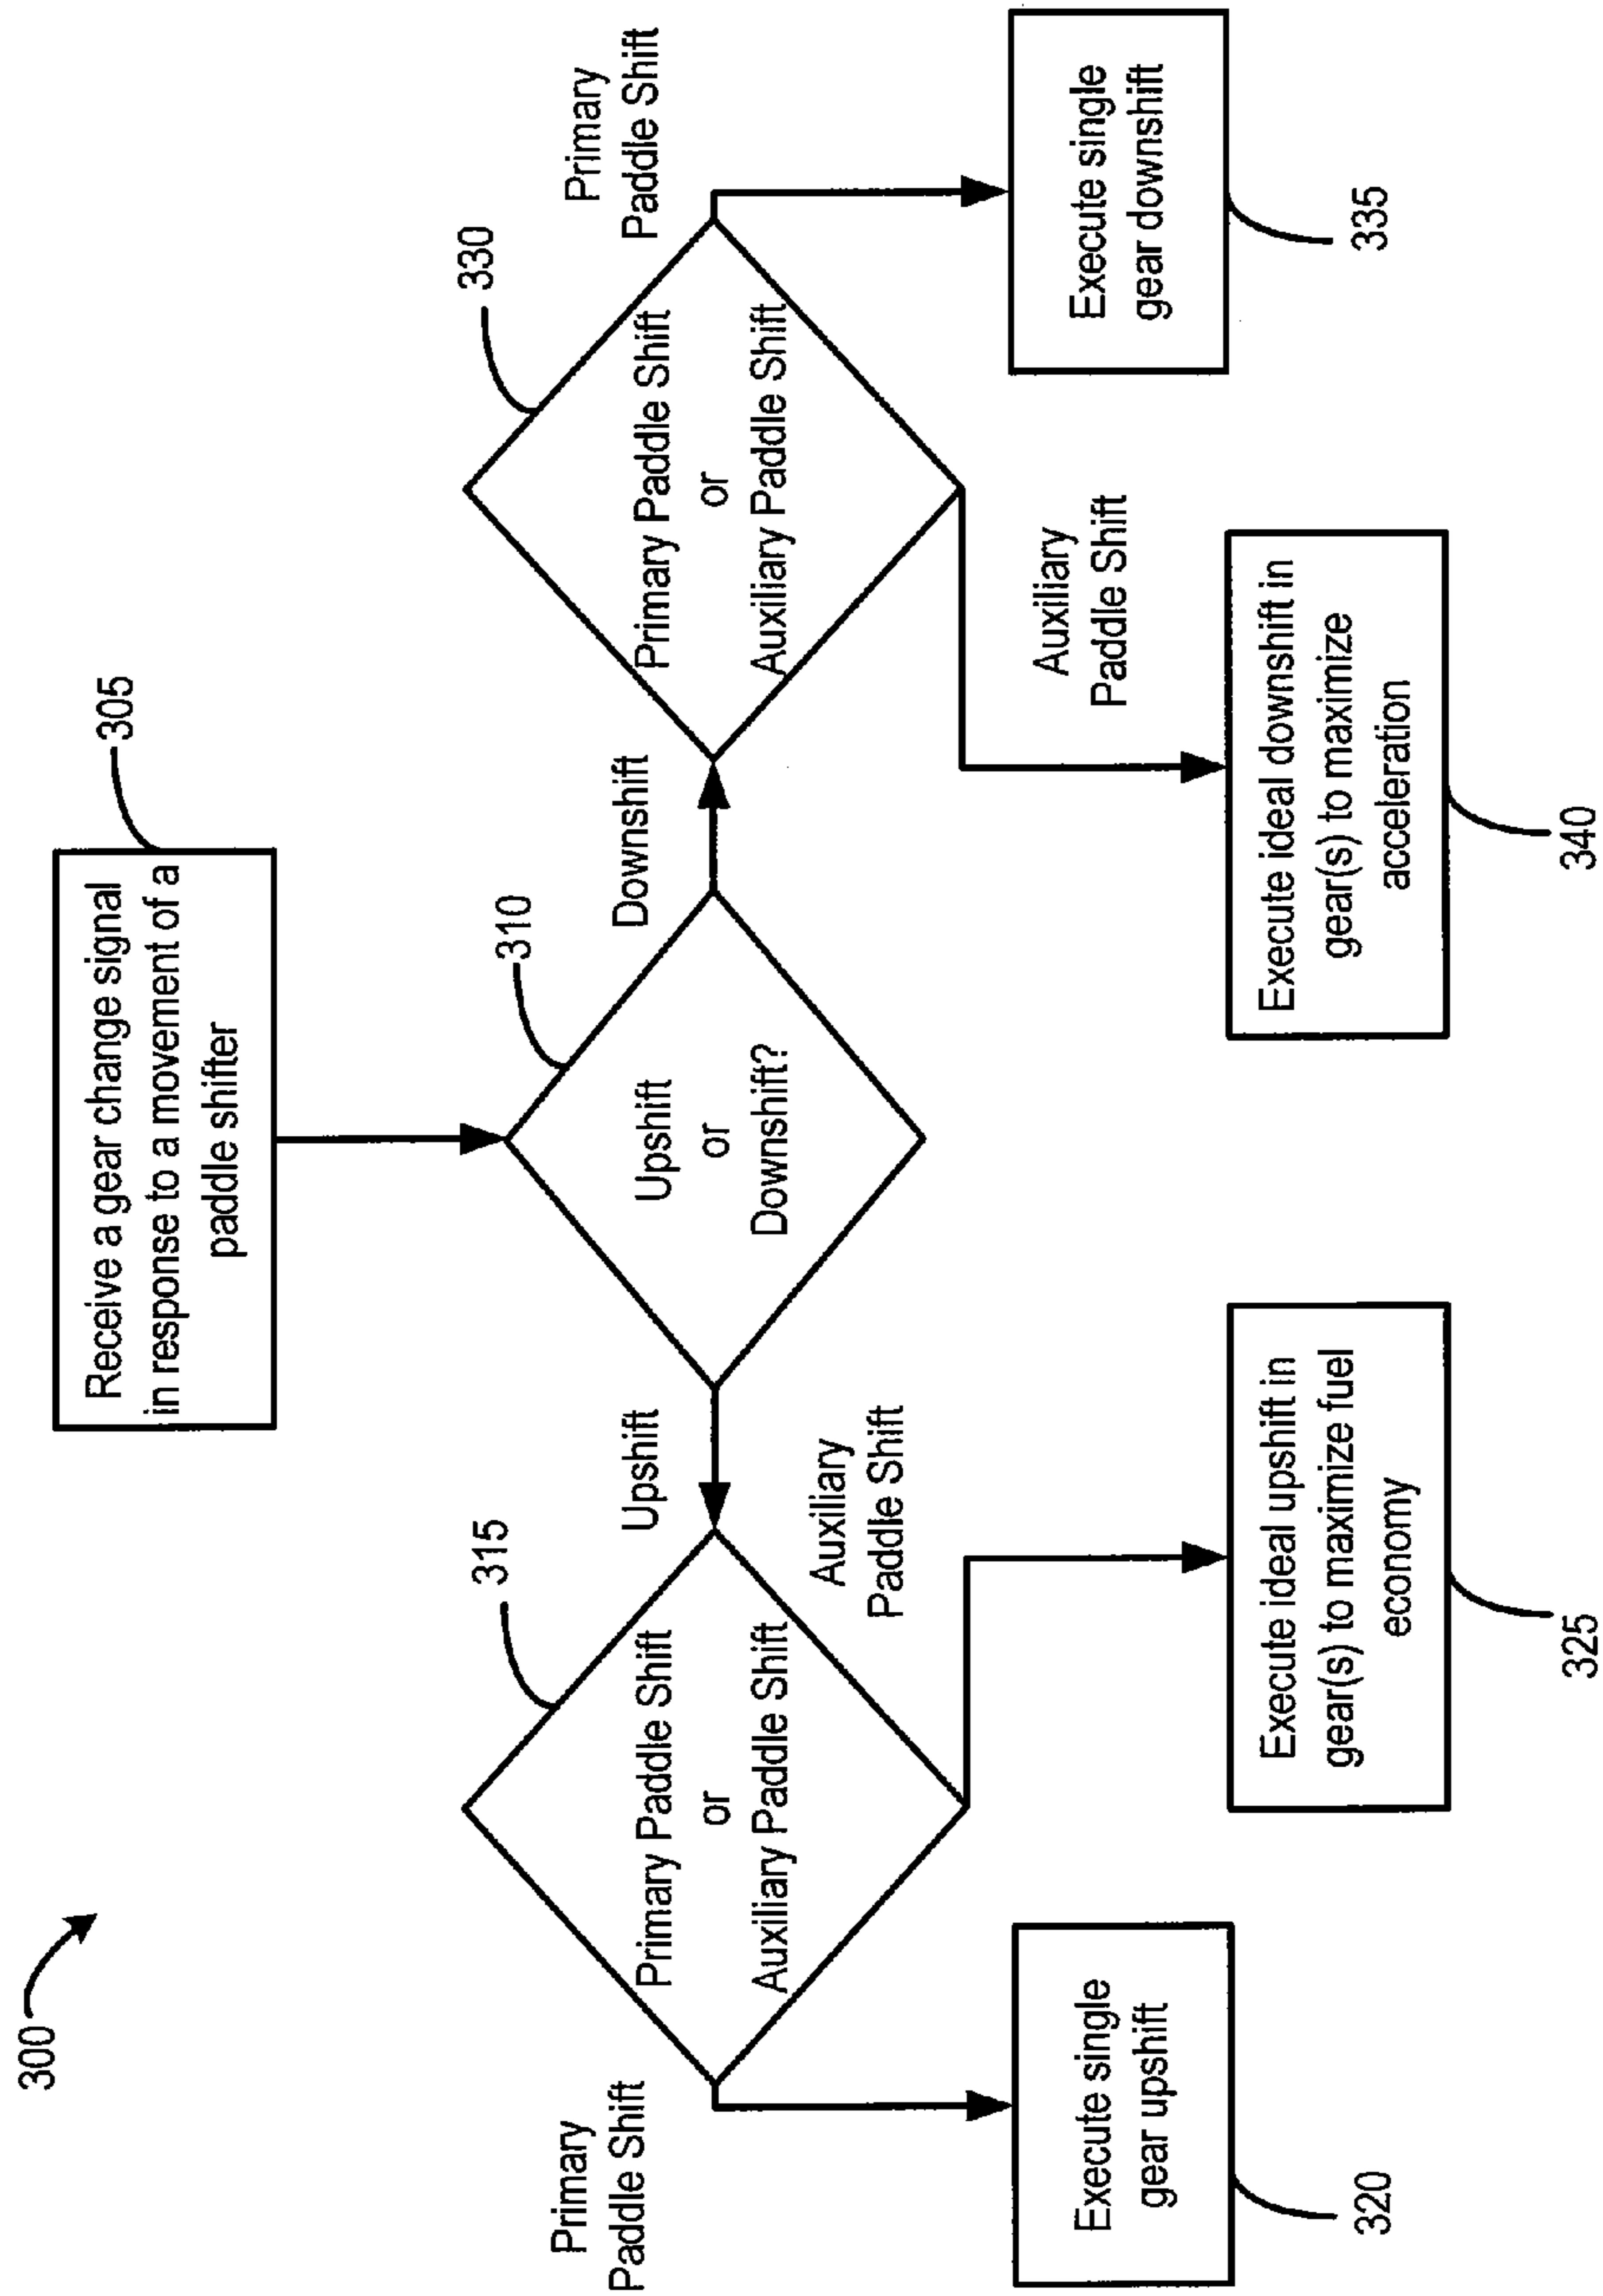 300
305
Receive a gear change signal
in response to a movement of a
paddle shifter
310
Upshift
or
Downshift?
Upshift
Downshift
315
Primary Paddle Shift
or
Auxiliary Paddle Shift
330
Primary Paddle Shift
or
Auxiliary Paddle Shift
Primary
Paddle Shift
Auxiliary
Paddle Shift
Auxiliary
Paddle Shift
Primary
Paddle Shift
Execute single
gear upshift
320
Execute ideal upshift in
gear(s) to maximize fuel
economy
325
Execute ideal downshift in
gear(s) to maximize
acceleration
340
Execute single
gear downshift
335